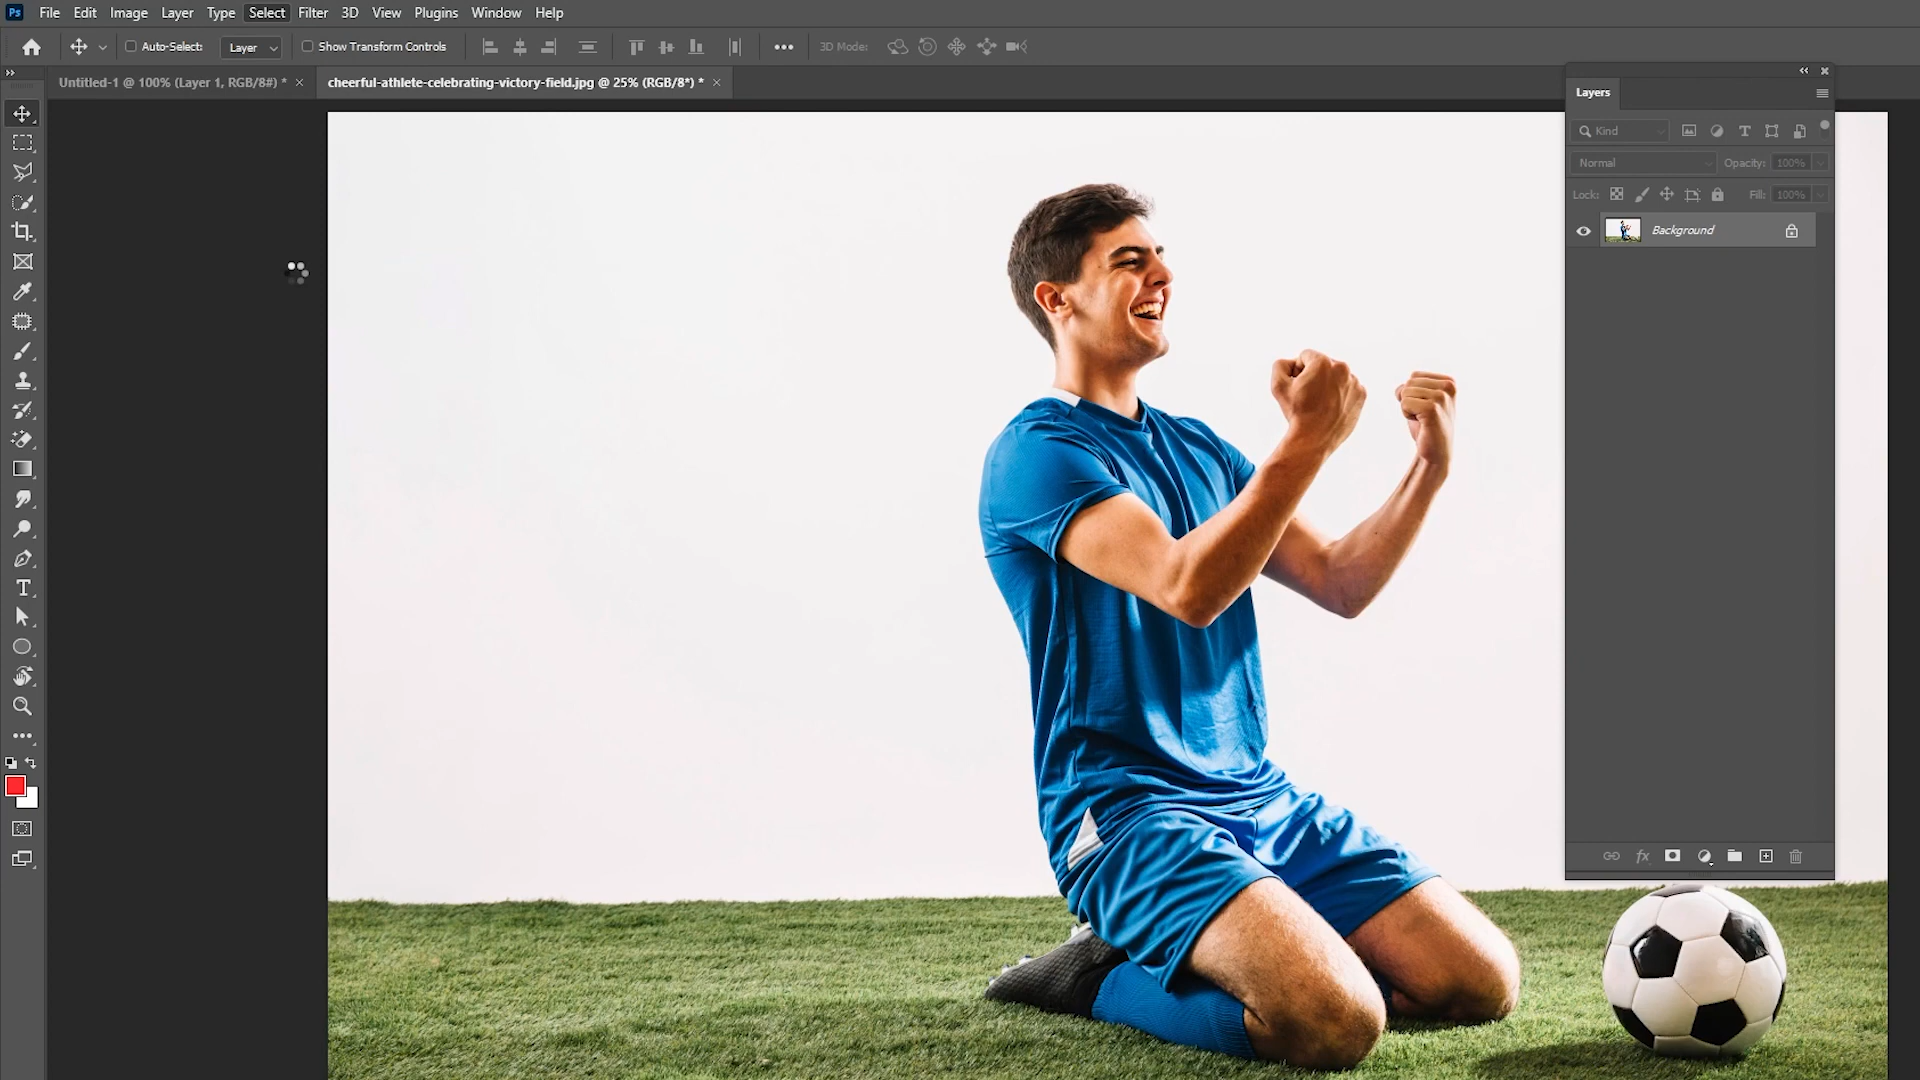 Ps File Edit Image Layer Type Select Filter 3D View Plugins Window Help
Auto-Select: Layer Show Transform Controls 3D Mode:
Untitled-1 @ 100% (Layer 1, RGB/8#) * cheerful-athlete-celebrating-victory-field.jpg @ 25% (RGB/8*) *
Layers
Kind
Normal Opacity: 100%
Lock: Fill: 100%
Background
fx